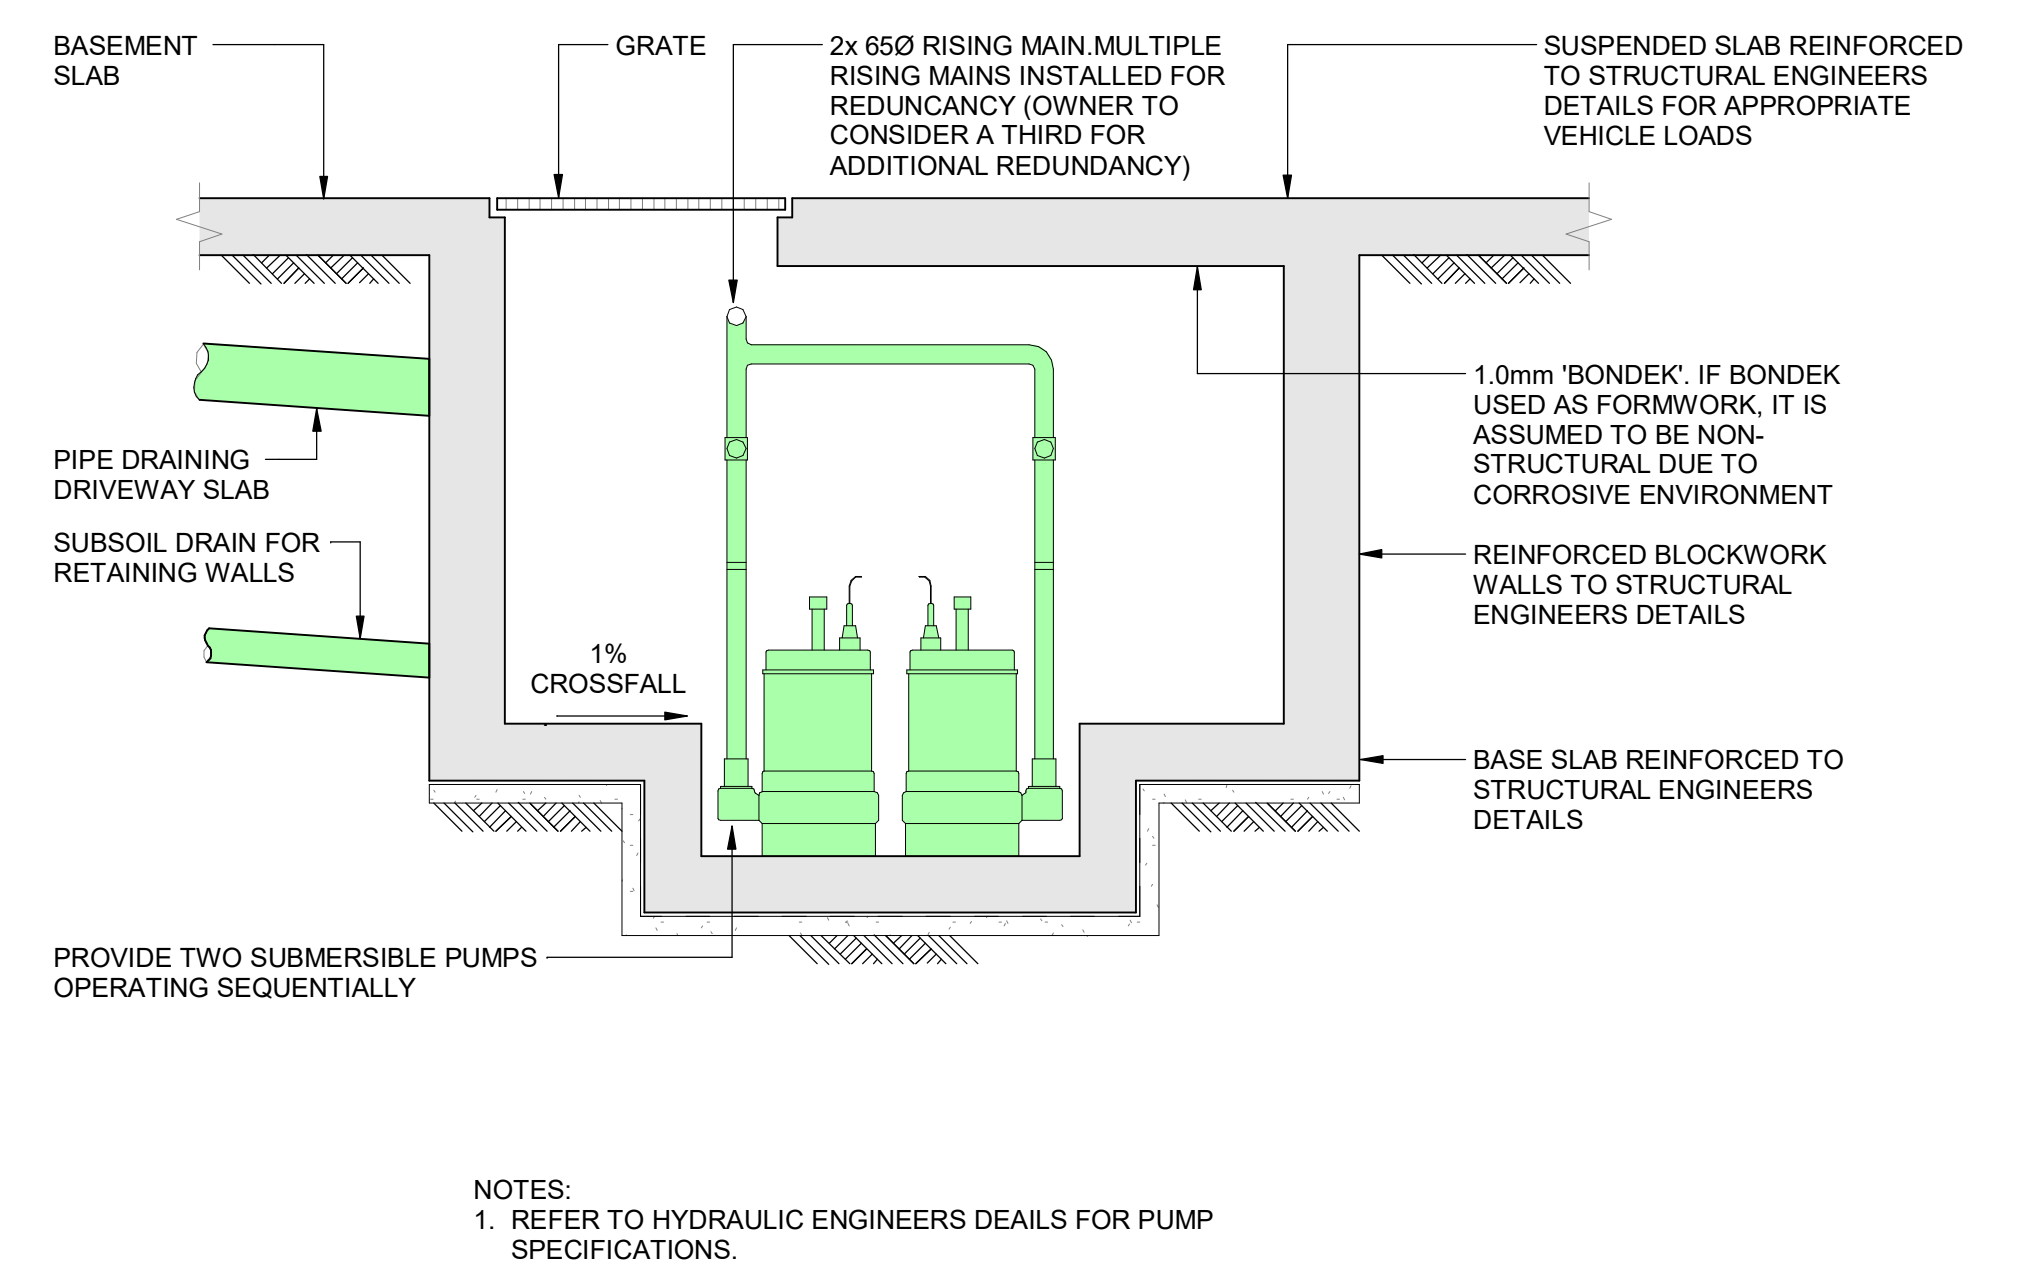 BASEMENT
SLAB
GRATE
2x 65Ø RISING MAIN.MULTIPLE
RISING MAINS INSTALLED FOR
REDUNCANCY (OWNER TO
CONSIDER A THIRD FOR
ADDITIONAL REDUNDANCY)
SUSPENDED SLAB REINFORCED
TO STRUCTURAL ENGINEERS
DETAILS FOR APPROPRIATE
VEHICLE LOADS
1.0mm 'BONDEK'. IF BONDEK
USED AS FORMWORK, IT IS
ASSUMED TO BE NON-
STRUCTURAL DUE TO
CORROSIVE ENVIRONMENT
PIPE DRAINING
DRIVEWAY SLAB
SUBSOIL DRAIN FOR
RETAINING WALLS
REINFORCED BLOCKWORK
WALLS TO STRUCTURAL
ENGINEERS DETAILS
1%
CROSSFALL
BASE SLAB REINFORCED TO
STRUCTURAL ENGINEERS
DETAILS
PROVIDE TWO SUBMERSIBLE PUMPS
OPERATING SEQUENTIALLY
NOTES:
1. REFER TO HYDRAULIC ENGINEERS DEAILS FOR PUMP
SPECIFICATIONS.